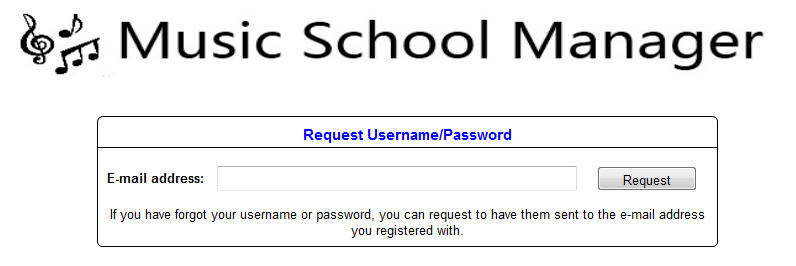 Music School Manager
Request Username/Password
E-mail address:
Request
If you have forgot your username or password, you can request to have them sent to the e-mail address
you registered with.